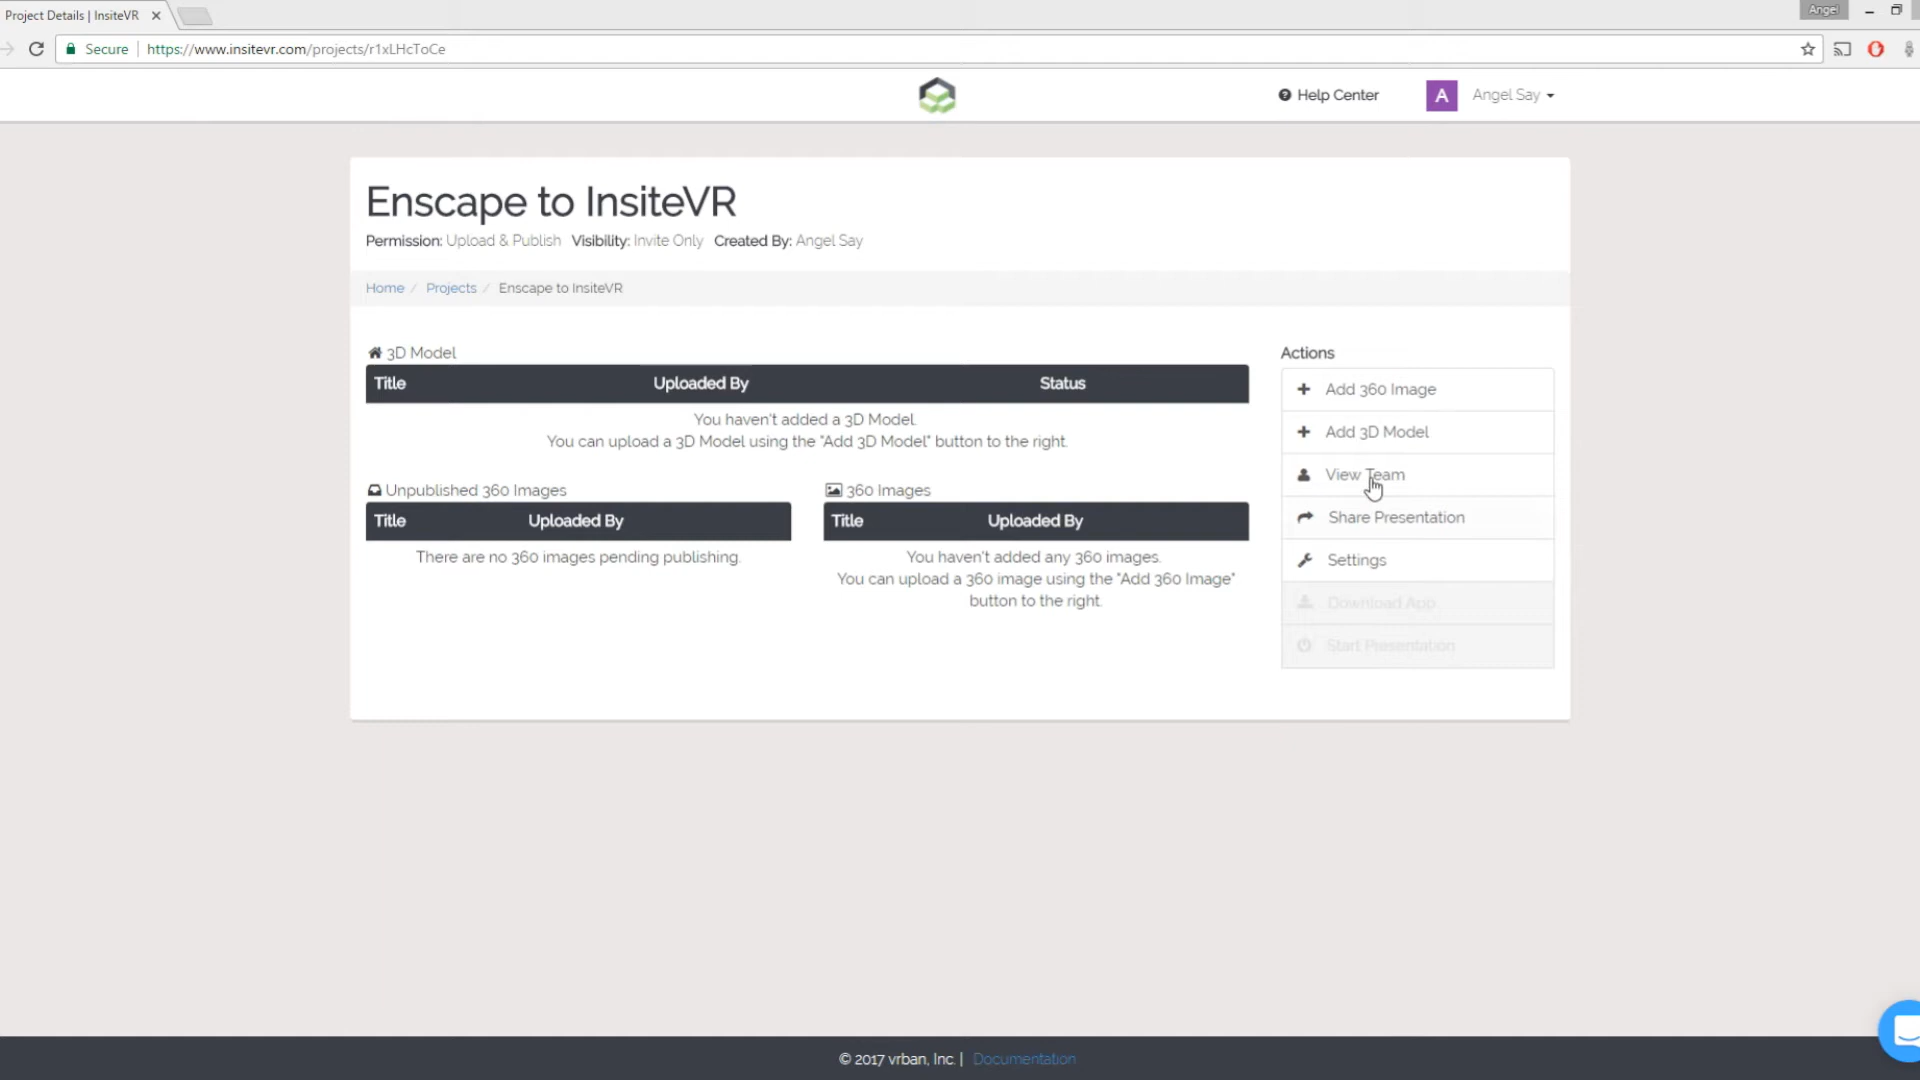 Project Details | InsiteVR
Angel
Secure
https://www.insitevr.com/projects/r1xLHcToCe
Help Center
A
Angel Say
Enscape to InsiteVR
Permission: Upload & Publish Visibility: Invite Only Created By: Angel Say
Home / Projects / Enscape to InsiteVR
3D Model
Title Uploaded By Status
You haven't added a 3D Model.
You can upload a 3D Model using the "Add 3D Model" button to the right.
Unpublished 360 Images
Title Uploaded By
There are no 360 images pending publishing.
360 Images
Title Uploaded By
You haven't added any 360 images.
You can upload a 360 image using the "Add 360 Image"
button to the right.
Actions
Add 360 Image
Add 3D Model
View Team
Share Presentation
Settings
Download App
Start Presentation
© 2017 vrban, Inc. | Documentation